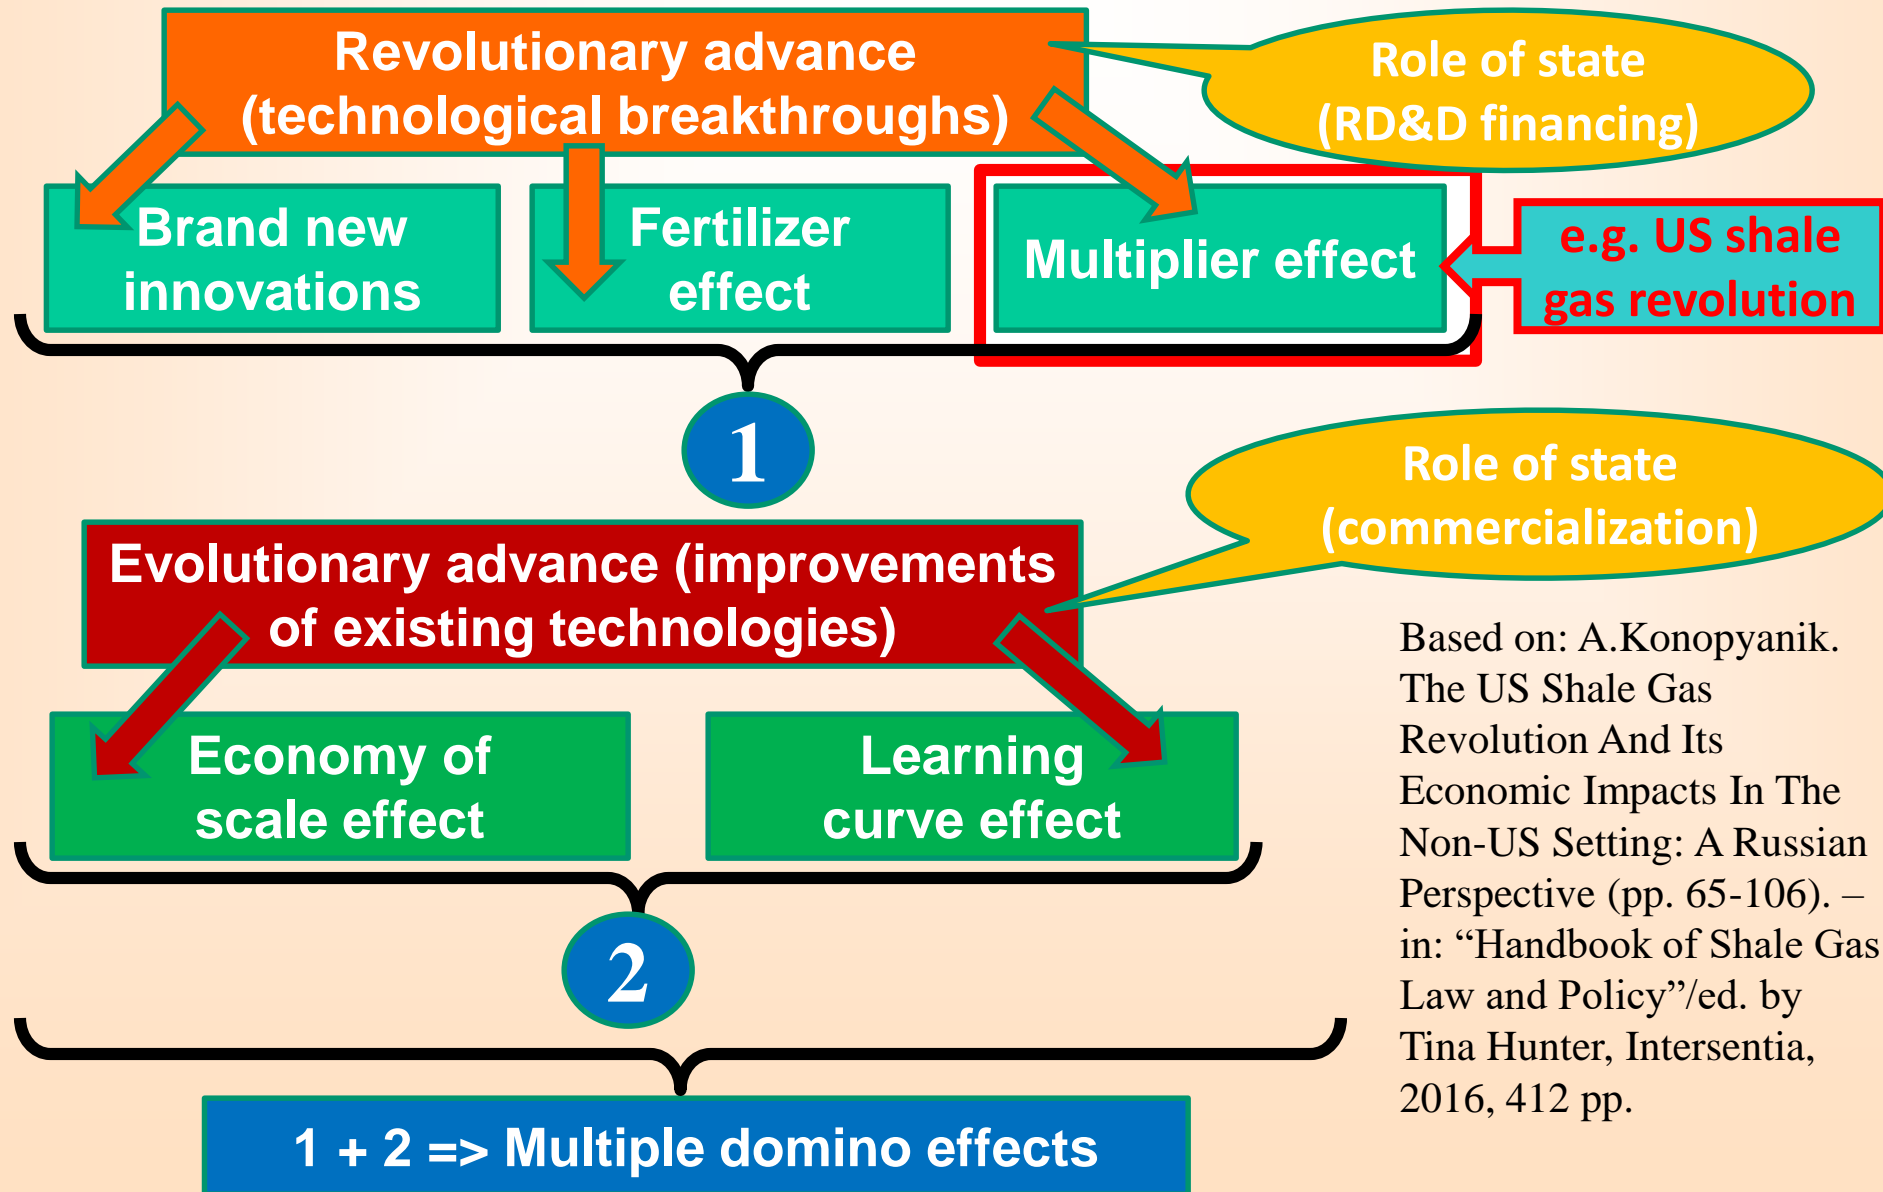 Revolutionary advance
(technological breakthroughs)
Role of state
(RD&D financing)
Brand new
innovations
Fertilizer
effect
Multiplier effect
e.g. US shale
gas revolution
1
Role of state
(commercialization)
Evolutionary advance (improvements
of existing technologies)
Economy of
scale effect
Learning
curve effect
2
1 + 2 => Multiple domino effects
Based on: A.Konopyanik.
The US Shale Gas
Revolution And Its
Economic Impacts In The
Non-US Setting: A Russian
Perspective (pp. 65-106). –
in: “Handbook of Shale Gas
Law and Policy”/ed. by
Tina Hunter, Intersentia,
2016, 412 pp.